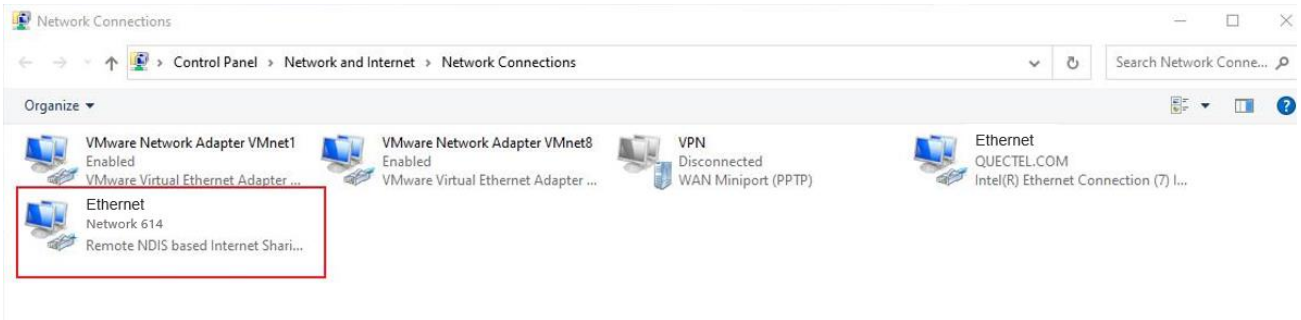 Network Connections
Control Panel > Network and Internet > Network Connections
Search Network Conne...
Organize
VMware Network Adapter VMnet1
Enabled
VMware Virtual Ethernet Adapter ...
VMware Network Adapter VMnet8
Enabled
VMware Virtual Ethernet Adapter ...
VPN
Disconnected
WAN Miniport (PPTP)
Ethernet
QUECTEL.COM
Intel(R) Ethernet Connection (7) I...
Ethernet
Network 614
Remote NDIS based Internet Shari...